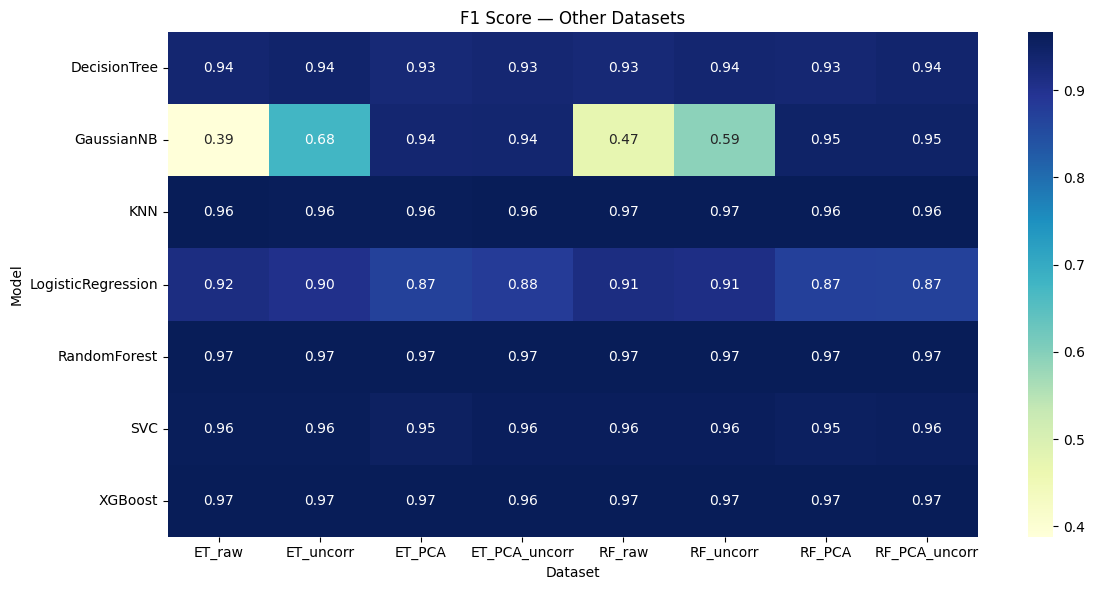 F1 Score — Other Datasets
DecisionTree 0.94 0.94 0.93 0.93 0.93 0.94 0.93 0.94
GaussianNB 0.39 0.68 0.94 0.94 0.47 0.59 0.95 0.95
KNN 0.96 0.96 0.96 0.96 0.97 0.97 0.96 0.96
LogisticRegression 0.92 0.90 0.87 0.88 0.91 0.91 0.87 0.87
RandomForest 0.97 0.97 0.97 0.97 0.97 0.97 0.97 0.97
SVC 0.96 0.96 0.95 0.96 0.96 0.96 0.95 0.96
XGBoost 0.97 0.97 0.97 0.96 0.97 0.97 0.97 0.97
ET_raw ET_uncorr ET_PCA ET_PCA_uncorr RF_raw RF_uncorr RF_PCA RF_PCA_uncorr
Dataset
Model
0.9
0.8
0.7
0.6
0.5
0.4